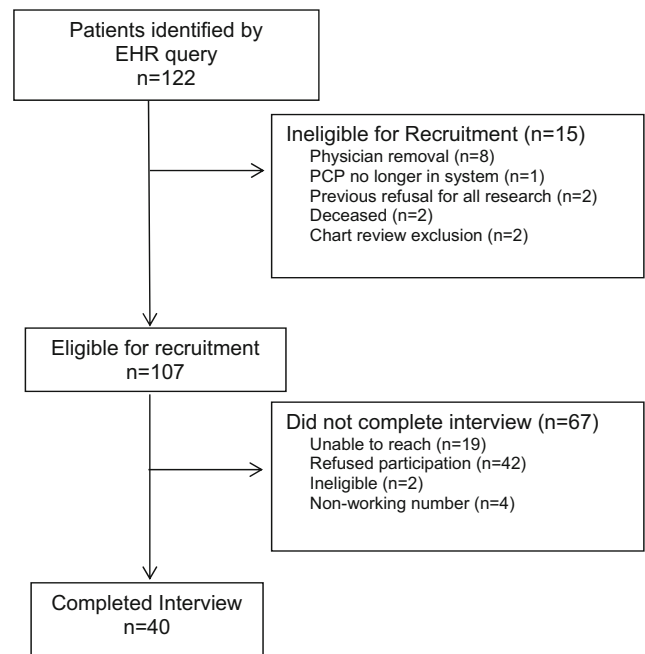 Patients identified by
EHR query
n=122
Ineligible for Recruitment (n=15)
Physician removal (n=8)
PCP no longer in system (n=1)
Previous refusal for all research (n=2)
Deceased (n=2)
Chart review exclusion (n=2)
Eligible for recruitment
n=107
Did not complete interview (n=67)
Unable to reach (n=19)
Refused participation (n=42)
Ineligible (n=2)
Non-working number (n=4)
Completed Interview
n=40